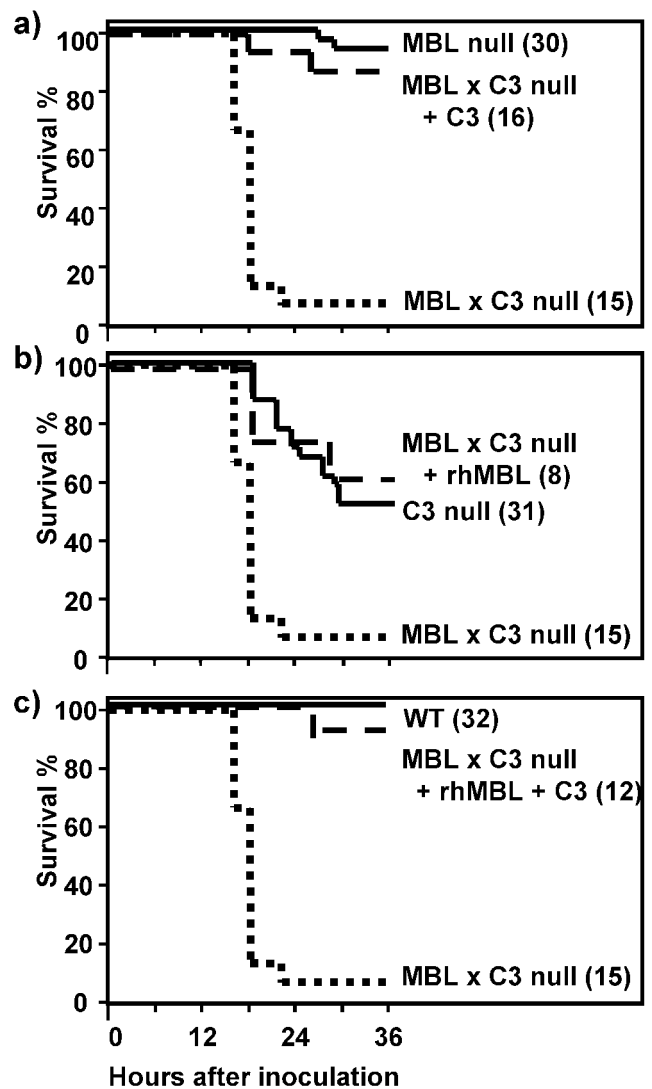 a)
Survival %
100
80
60
40
20
0
MBL null (30)
MBL x C3 null
+ C3 (16)
MBL x C3 null (15)
b)
Survival %
100
80
60
40
20
0
MBL x C3 null
+ rhMBL (8)
C3 null (31)
MBL x C3 null (15)
c)
Survival %
100
80
60
40
20
0
WT (32)
MBL x C3 null
+ rhMBL + C3 (12)
MBL x C3 null (15)
0 12 24 36
Hours after inoculation